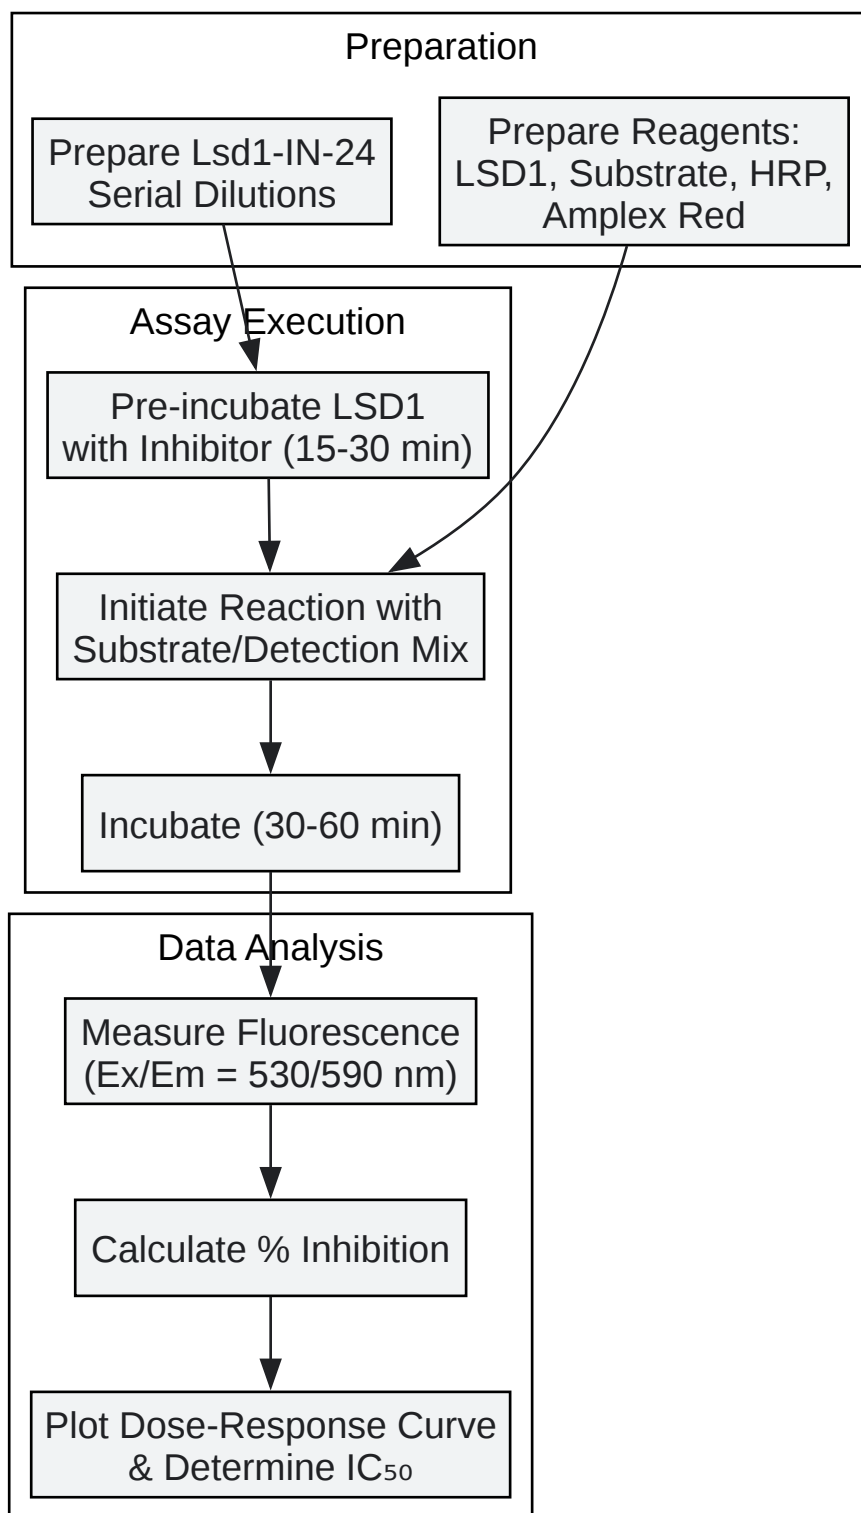 Preparation
Prepare Lsd1-IN-24
Serial Dilutions
Prepare Reagents:
LSD1, Substrate, HRP,
Amplex Red
Assay Execution
Pre-incubate LSD1
with Inhibitor (15-30 min)
Initiate Reaction with
Substrate/Detection Mix
Incubate (30-60 min)
Data Analysis
Measure Fluorescence
(Ex/Em = 530/590 nm)
Calculate % Inhibition
Plot Dose-Response Curve
& Determine IC₅₀